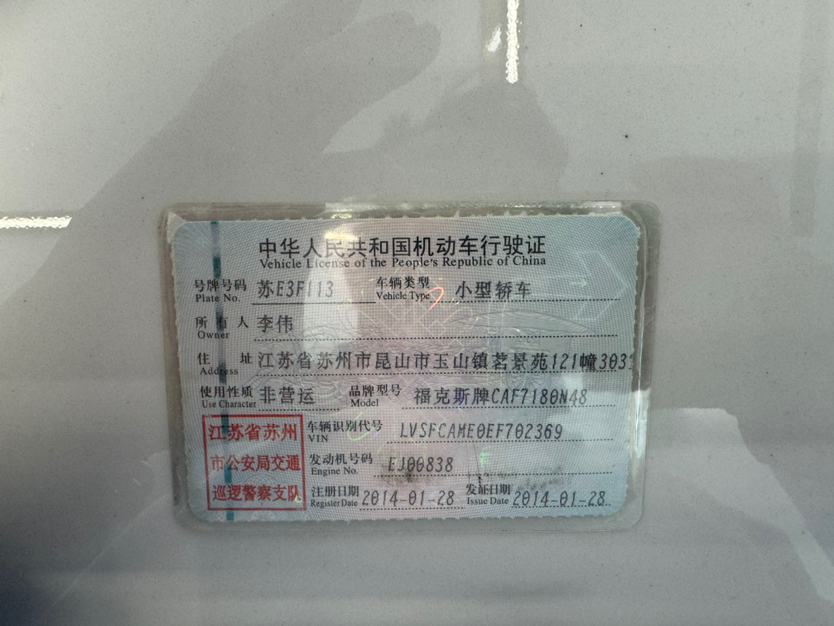 中华人民共和国机动车行驶证
Vehicle License of the People's Republic of China
号牌号码 苏E3F113 车辆类型 小型轿车
Plate No. Vehicle Type
所有人 李伟
Owner
住址 江苏省苏州市昆山市玉山镇茗景苑121幢303
Address
使用性质 非营运 品牌型号 福克斯牌CAF7180N48
Use Character Model
江苏省苏州
市公安局交通
巡逻警察支队
车辆识别代号 LVSFCAME0EF702369
VIN
发动机号码 EJ00838
Engine No.
注册日期 2014-01-28 发证日期 2014-01-28
Register Date Issue Date